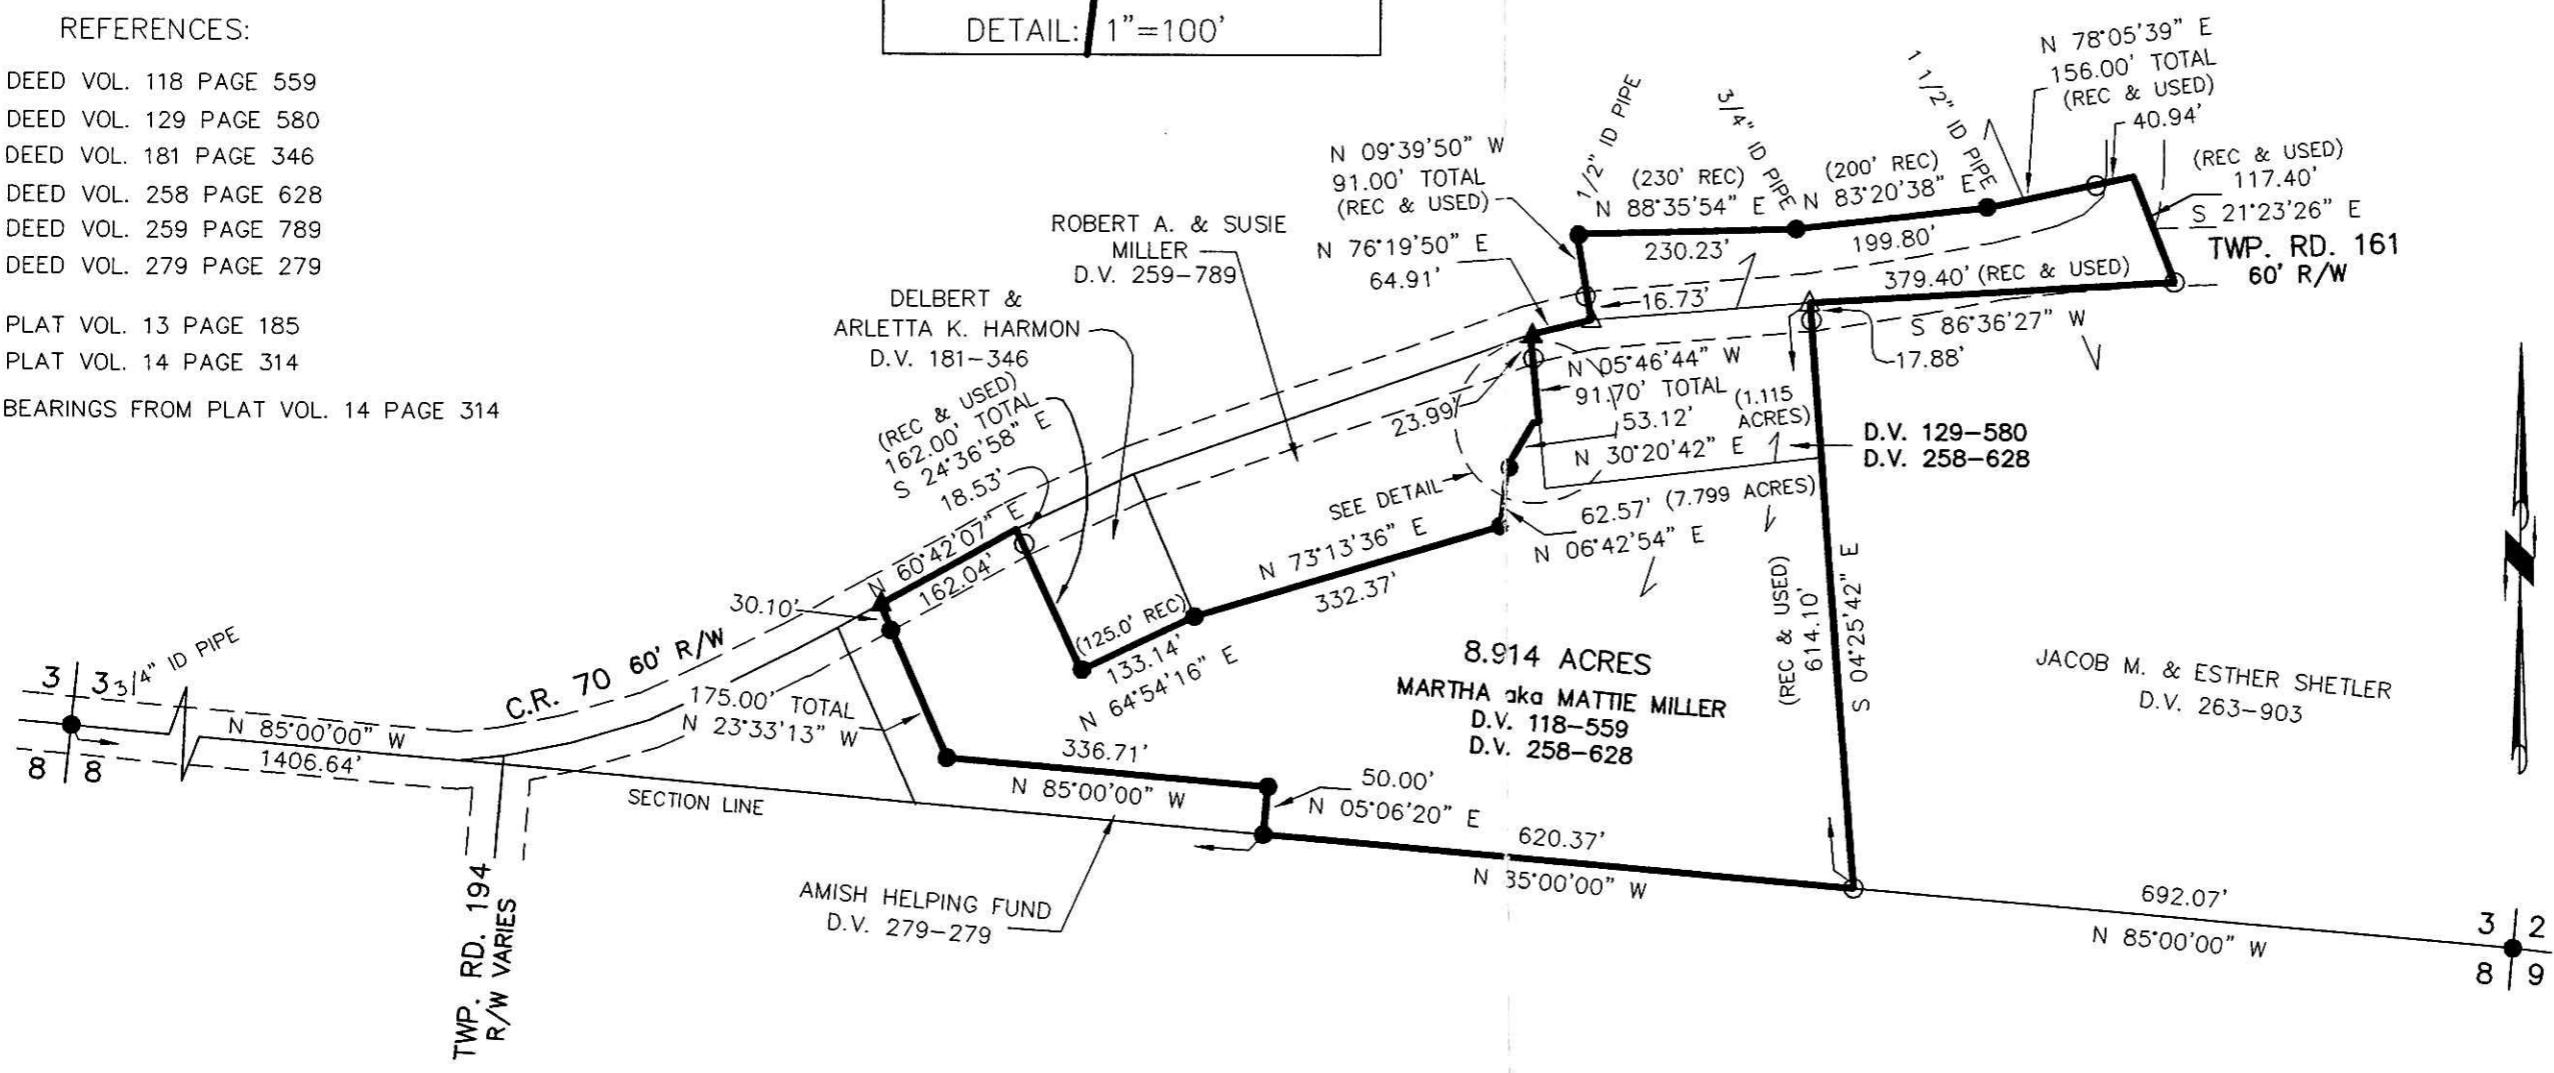 REFERENCES:
DEED VOL. 118 PAGE 559
DEED VOL. 129 PAGE 580
DEED VOL. 181 PAGE 346
DEED VOL. 258 PAGE 628
DEED VOL. 259 PAGE 789
DEED VOL. 279 PAGE 279
PLAT VOL. 13 PAGE 185
PLAT VOL. 14 PAGE 314
BEARINGS FROM PLAT VOL. 14 PAGE 314
DETAIL: 1"=100'
N 78°05'39" E
156.00' TOTAL
(REC & USED)
40.94'
1 1/2" ID PIPE
3/4" ID PIPE
1/2" ID PIPE
N 09°39'50" W
91.00' TOTAL
(REC & USED)
(230' REC)
N 88°35'54" E
230.23'
(200' REC)
N 83°20'38" E
199.80'
(REC & USED)
117.40'
S 21°23'26" E
TWP. RD. 161
60' R/W
379.40' (REC & USED)
S 86°36'27" W
17.88'
16.73'
N 76°19'50" E
64.91'
ROBERT A. & SUSIE
MILLER
D.V. 259-789
DELBERT &
ARLETTA K. HARMON
D.V. 181-346
(REC & USED)
162.00' TOTAL
S 24°36'58" E
18.53'
N 60°42'07" E
162.04'
30.10'
23.99'
N 05°46'44" W
91.70' TOTAL
53.12'
N 30°20'42" E
(1.115
ACRES)
D.V. 129-580
D.V. 258-628
SEE DETAIL
62.57'
(7.799 ACRES)
N 06°42'54" E
N 73°13'36" E
332.37'
(125.0' REC)
133.14'
N 64°54'16" E
8.914 ACRES
MARTHA aka MATTIE MILLER
D.V. 118-559
D.V. 258-628
(REC & USED)
614.10'
S 04°25'42" E
JACOB M. & ESTHER SHETLER
D.V. 263-903
3 3
8 8
3/4" ID PIPE
C.R. 70 60' R/W
N 85°00'00" W
1406.64'
175.00' TOTAL
N 23°33'13" W
336.71'
N 85°00'00" W
50.00'
N 05°06'20" E
SECTION LINE
620.37'
85°00'00" W
AMISH HELPING FUND
D.V. 279-279
TWP. RD. 194
R/W VARIES
692.07'
N 85°00'00" W
3 2
8 9
N